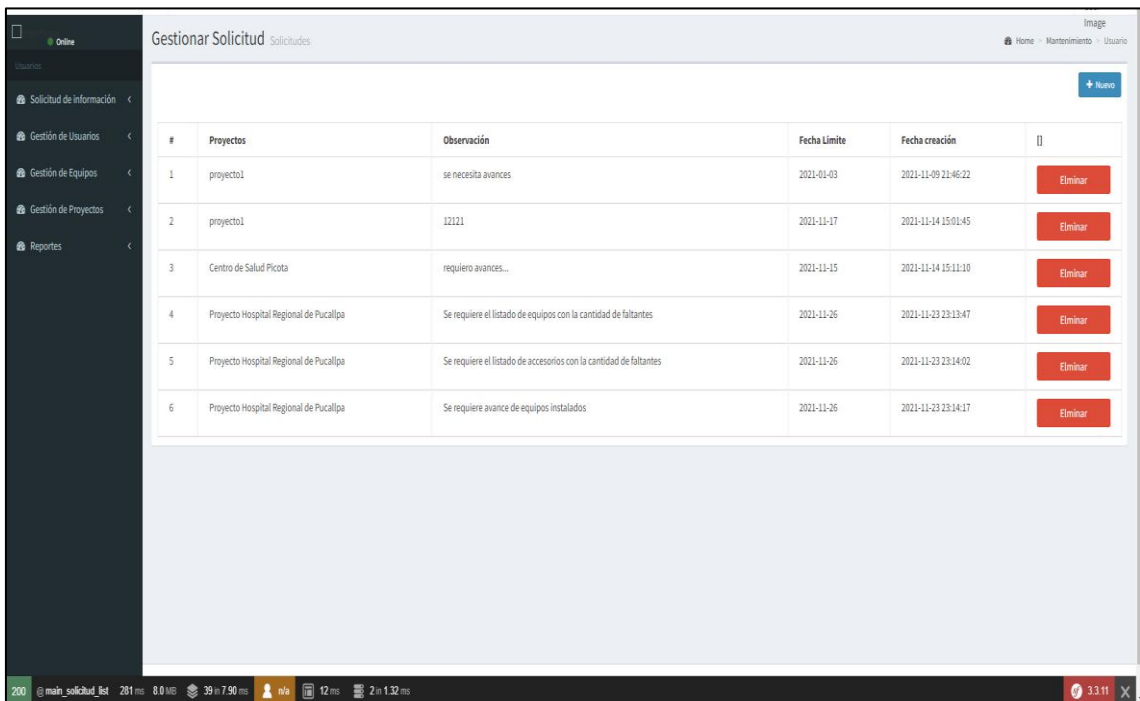 Image
Online
Gestionar Solicitud Solicitudes
Home > Mantenimiento > Usuario
Usuarios
+ Nuevo
Solicitud de información
Gestión de Usuarios
Gestión de Equipos
Gestión de Proyectos
Reportes
# Proyectos Observación Fecha Limite Fecha creación []
1 proyecto1 se necesita avances 2021-01-03 2021-11-09 21:46:22 Elminar
2 proyecto1 12121 2021-11-17 2021-11-14 15:01:45 Elminar
3 Centro de Salud Picota requiero avances... 2021-11-15 2021-11-14 15:11:10 Elminar
4 Proyecto Hospital Regional de Pucallpa Se requiere el listado de equipos con la cantidad de faltantes 2021-11-26 2021-11-23 23:13:47 Elminar
5 Proyecto Hospital Regional de Pucallpa Se requiere el listado de accesorios con la cantidad de faltantes 2021-11-26 2021-11-23 23:14:02 Elminar
6 Proyecto Hospital Regional de Pucallpa Se requiere avance de equipos instalados 2021-11-26 2021-11-23 23:14:17 Elminar
200 @ main_solicitud_list 281 ms 8.0 MB 39 in 7.90 ms n/a 12 ms 2 in 1.32 ms 3.3.11 X